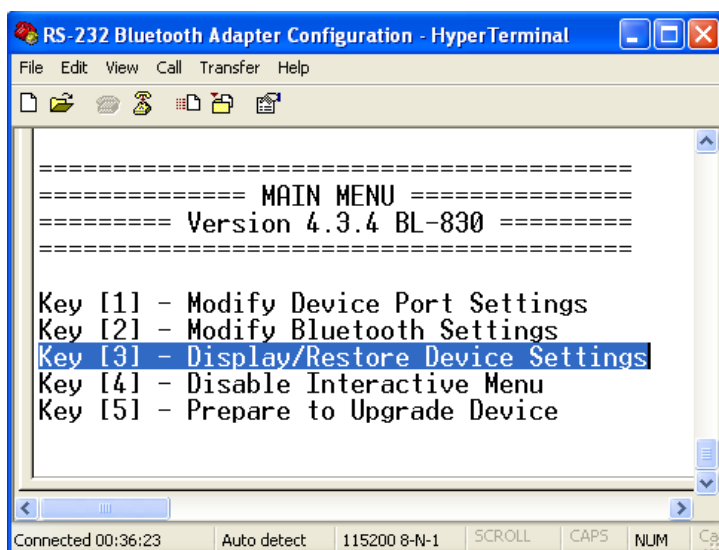 RS-232 Bluetooth Adapter Configuration - HyperTerminal
File Edit View Call Transfer Help
========================================
============== MAIN MENU ===============
========= Version 4.3.4 BL-830 =========
========================================
Key [1] - Modify Device Port Settings
Key [2] - Modify Bluetooth Settings
Key [3] - Display/Restore Device Settings
Key [4] - Disable Interactive Menu
Key [5] - Prepare to Upgrade Device
Connected 00:36:23 Auto detect 115200 8-N-1 SCROLL CAPS NUM